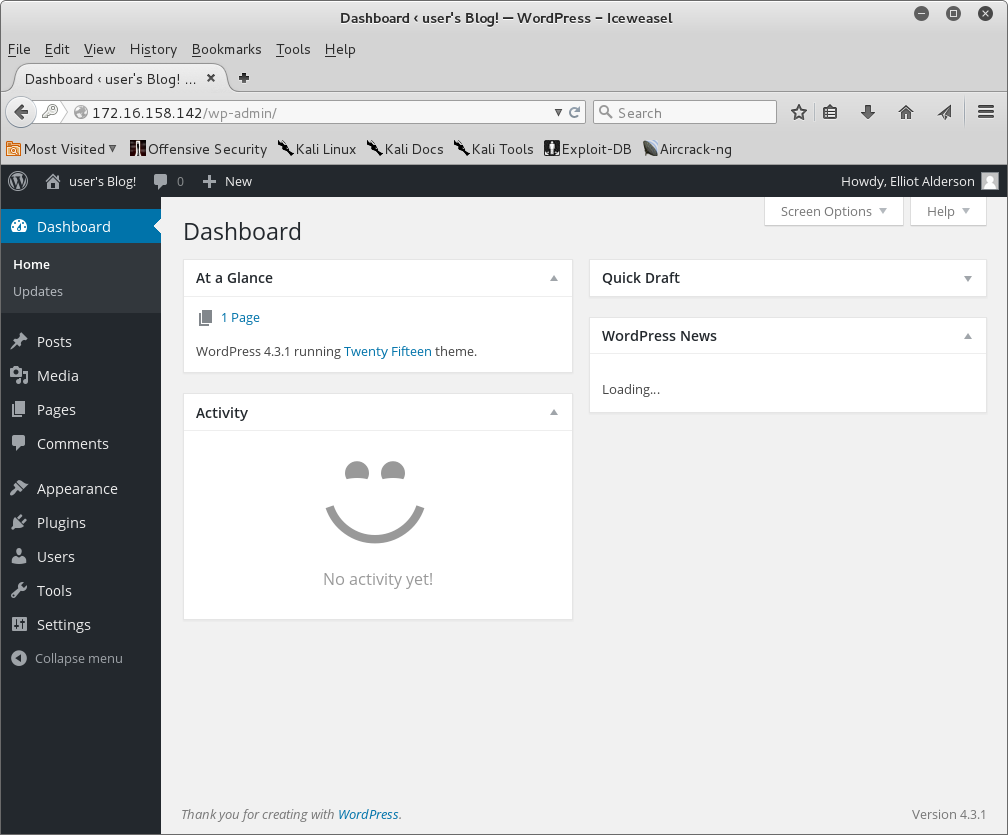 Dashboard ‹ user's Blog! — WordPress - Iceweasel
File Edit View History Bookmarks Tools Help
Dashboard ‹ user's Blog! ...
172.16.158.142/wp-admin/
Search
Most Visited Offensive Security Kali Linux Kali Docs Kali Tools Exploit-DB Aircrack-ng
user's Blog! 0 New
Howdy, Elliot Alderson
Dashboard
Home
Updates
Posts
Media
Pages
Comments
Appearance
Plugins
Users
Tools
Settings
Collapse menu
Screen Options Help
Dashboard
At a Glance
1 Page
WordPress 4.3.1 running Twenty Fifteen theme.
Activity
No activity yet!
Quick Draft
WordPress News
Loading...
Thank you for creating with WordPress.
Version 4.3.1